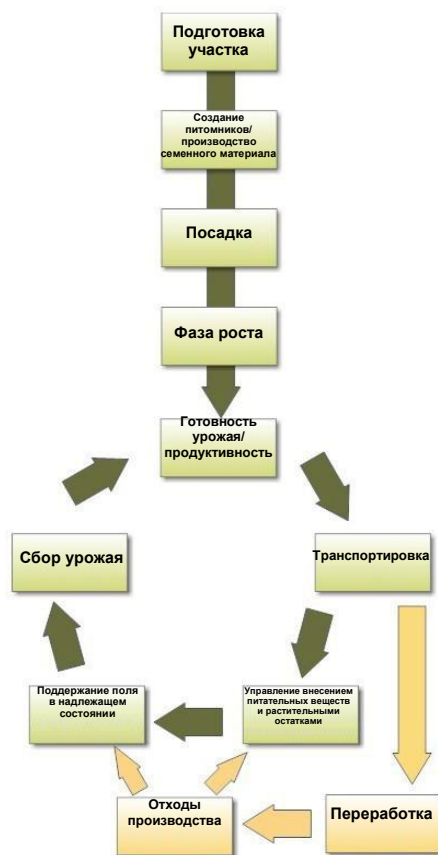 Подготовка
участка
Создание
питомников/
производство
семенного материала
Посадка
Фаза роста
Готовность
урожая/
продуктивность
Сбор урожая
Транспортировка
Поддержание поля
в надлежащем
состоянии
Управление внесением
питательных веществ
и растительными
остатками
Отходы
производства
Переработка